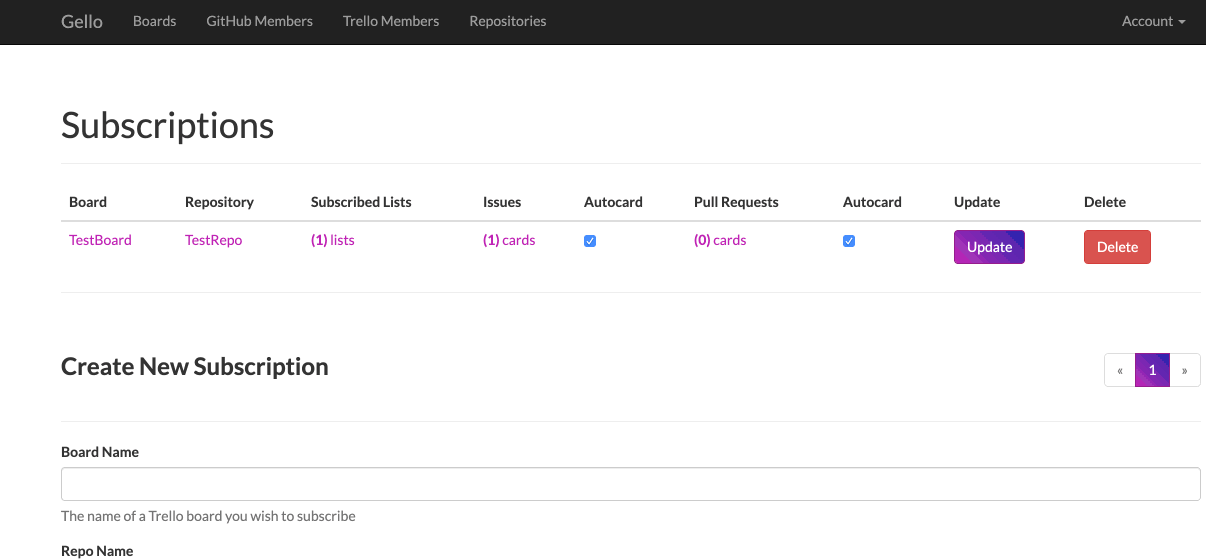 Gello Boards GitHub Members Trello Members Repositories Account
Subscriptions
Board Repository Subscribed Lists Issues Autocard Pull Requests Autocard Update Delete
TestBoard TestRepo (1) lists (1) cards (0) cards Update Delete
Create New Subscription « 1 »
Board Name
The name of a Trello board you wish to subscribe
Repo Name